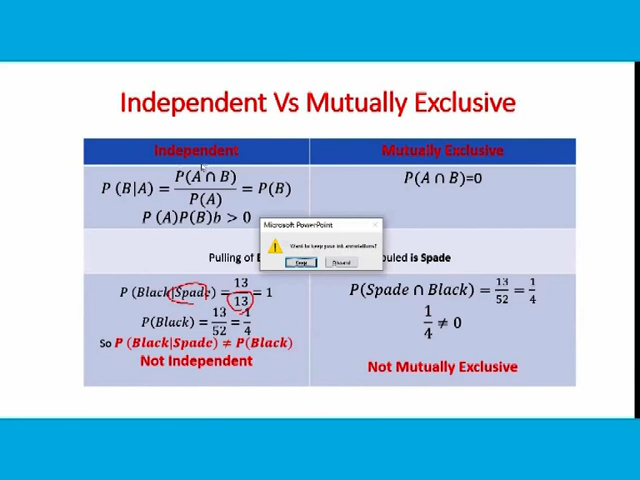 Independent Vs Mutually Exclusive
Independent
Mutually Exclusive
P (B|A) = P(A ∩ B) / P(A) = P(B)
P (A)P(B)b > 0
P(A ∩ B)=0
Microsoft PowerPoint
Want to keep your ink annotations?
Keep
Discard
Pulling of
is Spade
P (Black|Spade) = 13/13 = 1
P(Black) = 13/52 = 1/4
So P (Black|Spade) ≠ P(Black)
Not Independent
P(Spade ∩ Black) = 13/52 = 1/4
1/4 ≠ 0
Not Mutually Exclusive